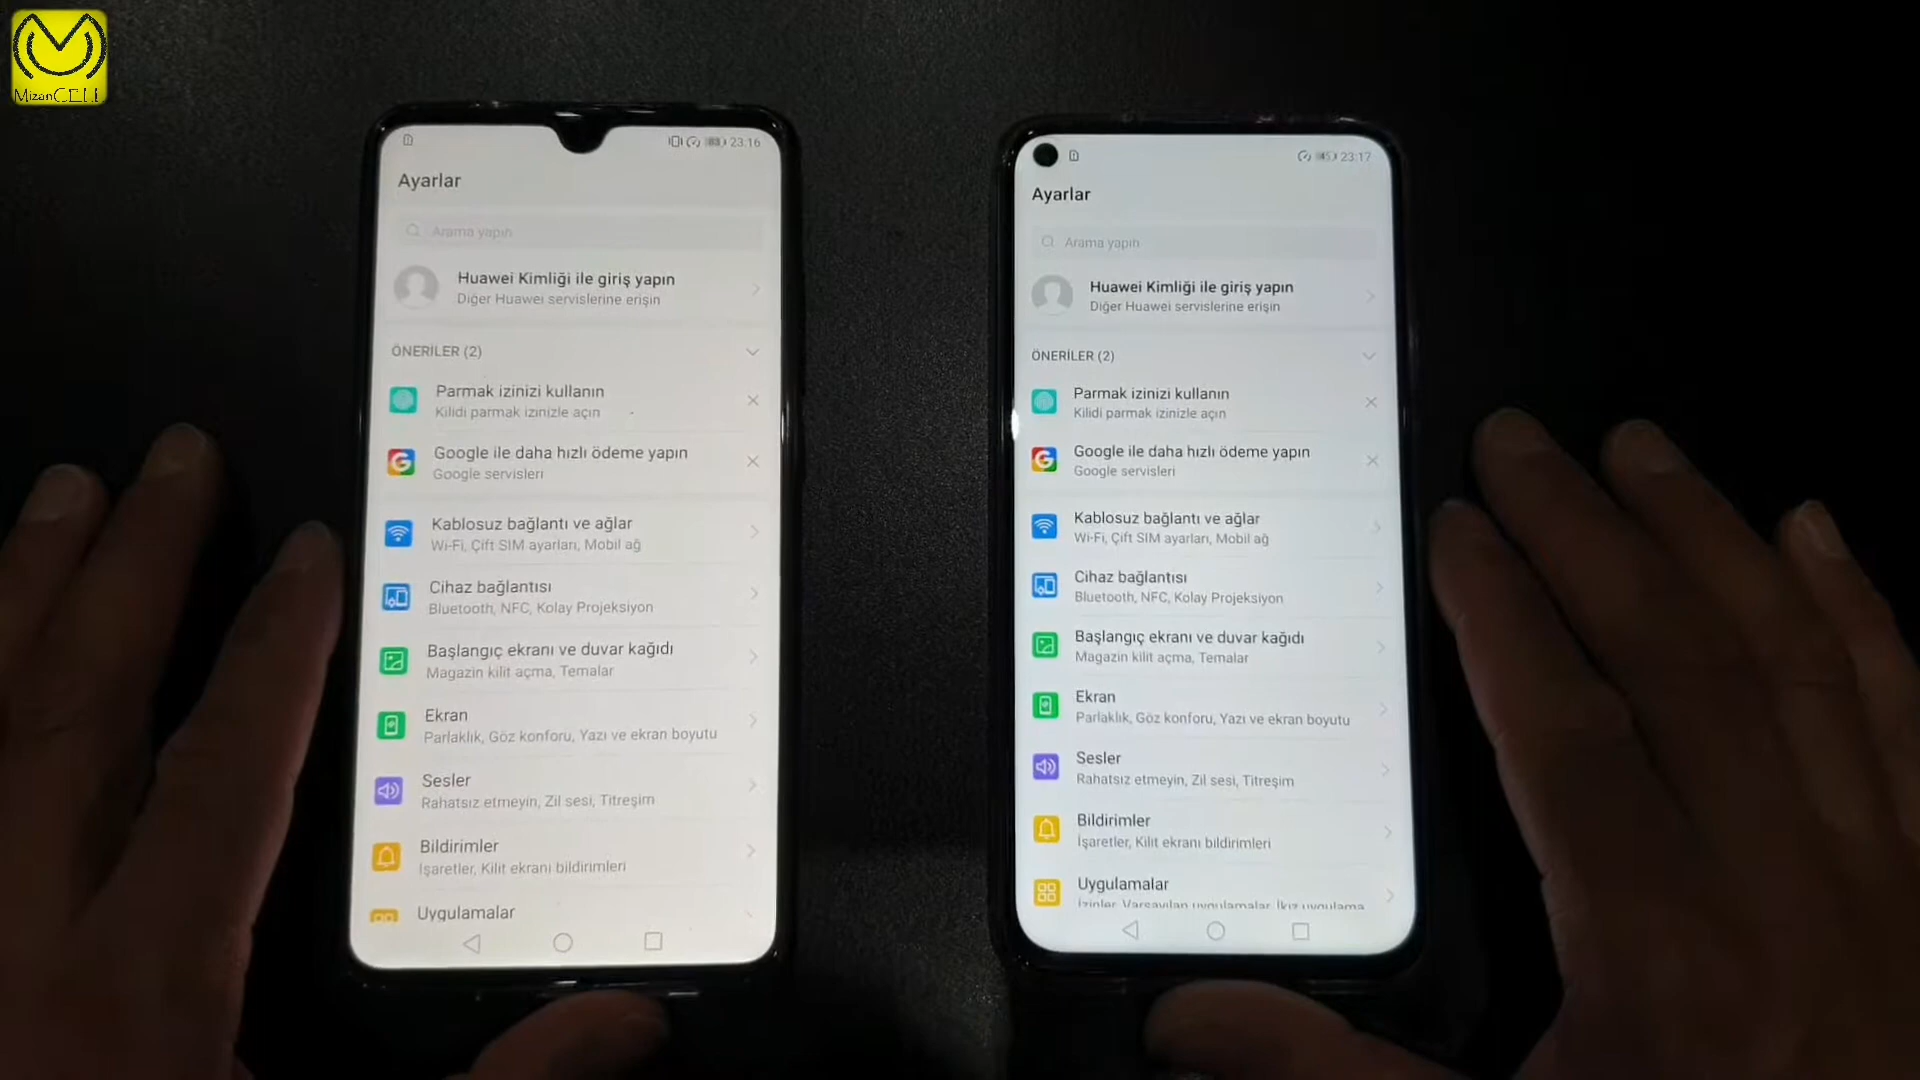 MizanCELL
23:16
Ayarlar
Arama yapın
Huawei Kimliği ile giriş yapın
Diğer Huawei servislerine erişin
ÖNERİLER (2)
Parmak izinizi kullanın
Kilidi parmak izinizle açın
Google ile daha hızlı ödeme yapın
Google servisleri
Kablosuz bağlantı ve ağlar
Wi-Fi, Çift SIM ayarları, Mobil ağ
Cihaz bağlantısı
Bluetooth, NFC, Kolay Projeksiyon
Başlangıç ekranı ve duvar kağıdı
Magazin kilit açma, Temalar
Ekran
Parlaklık, Göz konforu, Yazı ve ekran boyutu
Sesler
Rahatsız etmeyin, Zil sesi, Titreşim
Bildirimler
İşaretler, Kilit ekranı bildirimleri
Uygulamalar
23:17
Ayarlar
Arama yapın
Huawei Kimliği ile giriş yapın
Diğer Huawei servislerine erişin
ÖNERİLER (2)
Parmak izinizi kullanın
Kilidi parmak izinizle açın
Google ile daha hızlı ödeme yapın
Google servisleri
Kablosuz bağlantı ve ağlar
Wi-Fi, Çift SIM ayarları, Mobil ağ
Cihaz bağlantısı
Bluetooth, NFC, Kolay Projeksiyon
Başlangıç ekranı ve duvar kağıdı
Magazin kilit açma, Temalar
Ekran
Parlaklık, Göz konforu, Yazı ve ekran boyutu
Sesler
Rahatsız etmeyin, Zil sesi, Titreşim
Bildirimler
İşaretler, Kilit ekranı bildirimleri
Uygulamalar
İzinler, Varsayılan uygulamalar, İkiz uygulama